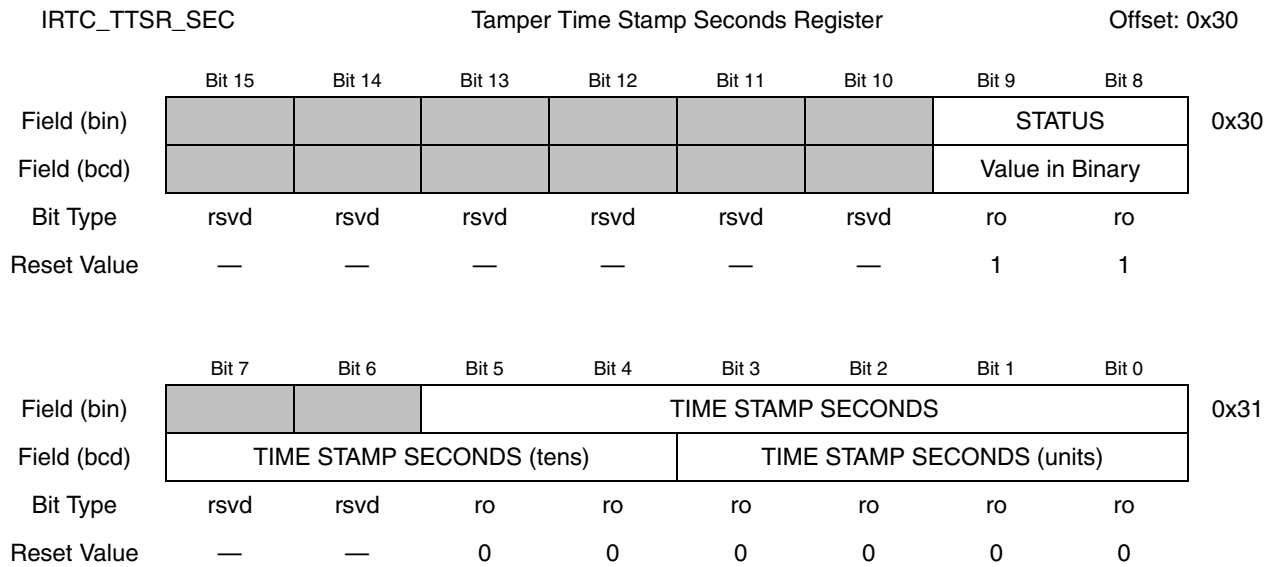 IRTC_TTSR_SEC Tamper Time Stamp Seconds Register Offset: 0x30
Bit 15 Bit 14 Bit 13 Bit 12 Bit 11 Bit 10 Bit 9 Bit 8
Field (bin) STATUS 0x30
Field (bcd) Value in Binary
Bit Type rsvd rsvd rsvd rsvd rsvd rsvd ro ro
Reset Value — — — — — — 1 1
Bit 7 Bit 6 Bit 5 Bit 4 Bit 3 Bit 2 Bit 1 Bit 0
Field (bin) TIME STAMP SECONDS 0x31
Field (bcd) TIME STAMP SECONDS (tens) TIME STAMP SECONDS (units)
Bit Type rsvd rsvd ro ro ro ro ro ro
Reset Value — — 0 0 0 0 0 0